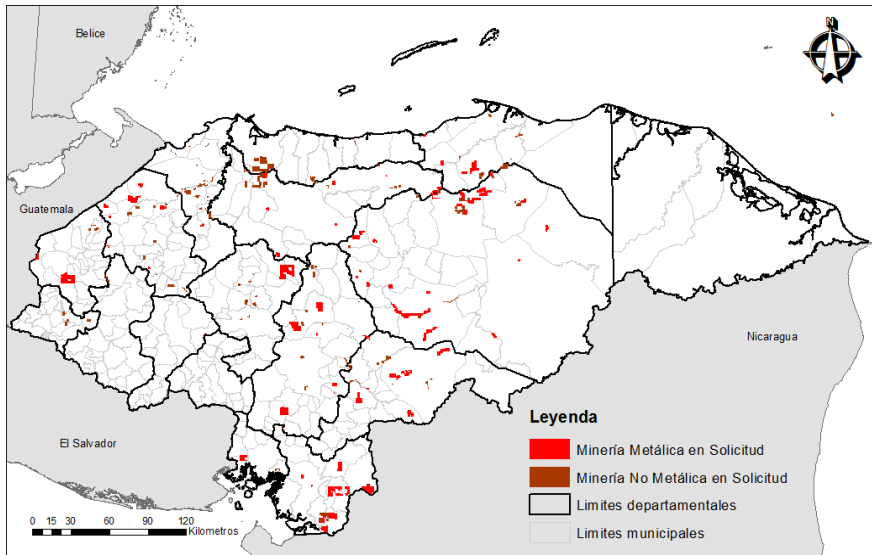 Belice
N
Guatemala
Nicaragua
El Salvador
Leyenda
Minería Metálica en Solicitud
Minería No Metálica en Solicitud
Limites departamentales
Limites municipales
0 15 30 60 90 120
Kilometros